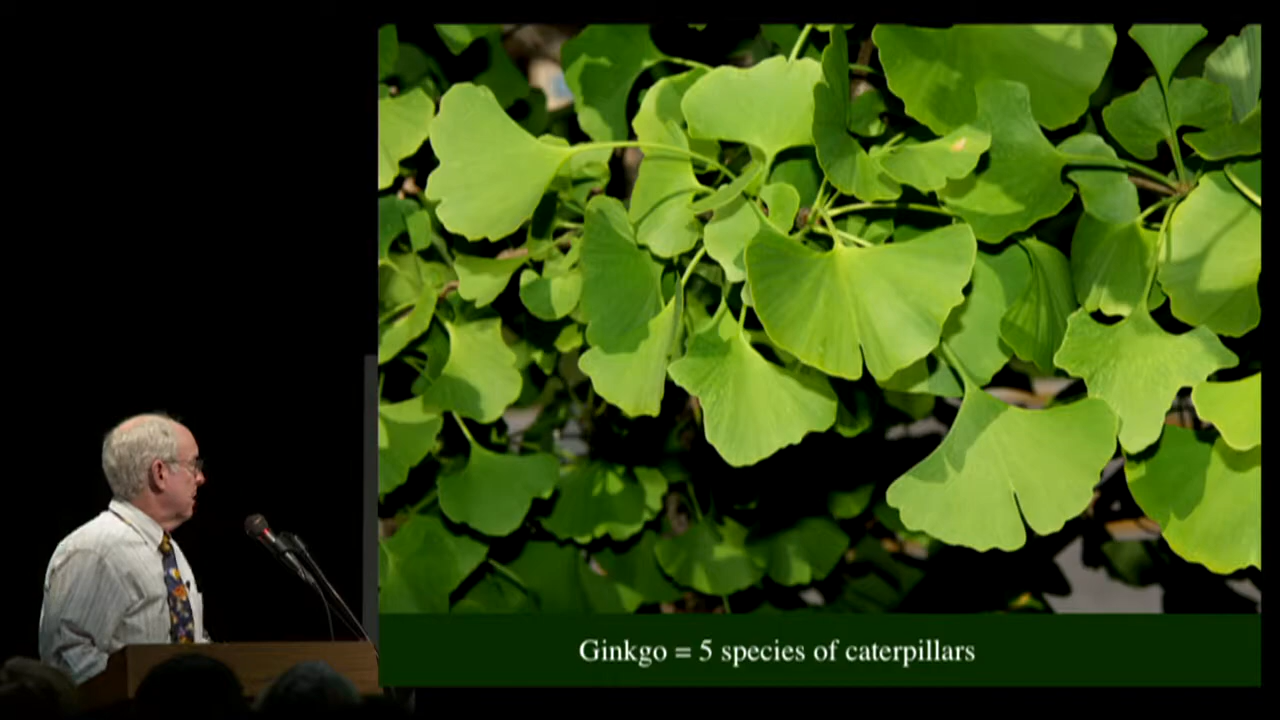 Ginkgo = 5 species of caterpillars